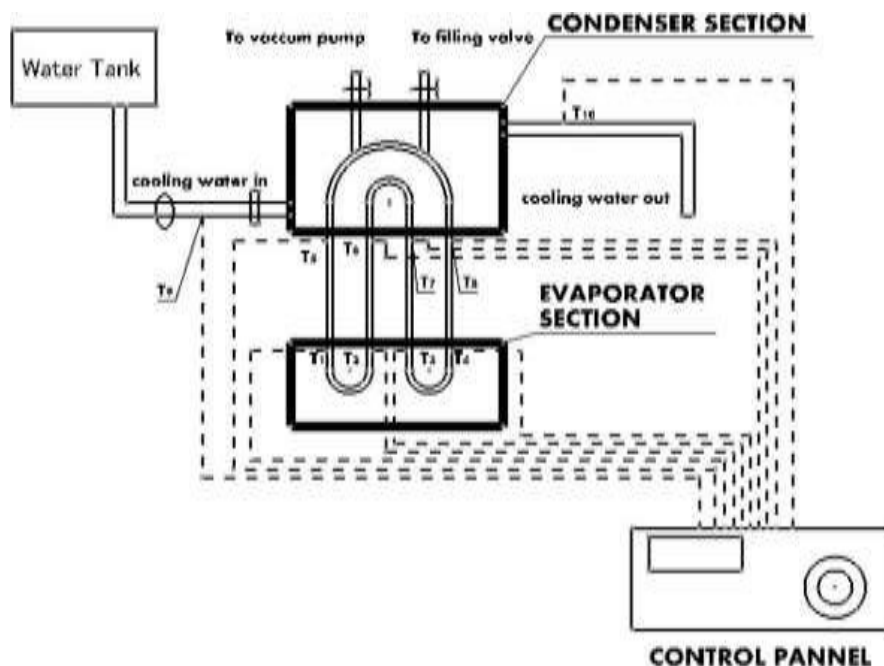 To vaccum pump
To filling valve
CONDENSER SECTION
Water Tank
T10
cooling water in
cooling water out
T5
T6
T7
T8
T9
EVAPORATOR
SECTION
T1
T2
T3
T4
CONTROL PANNEL